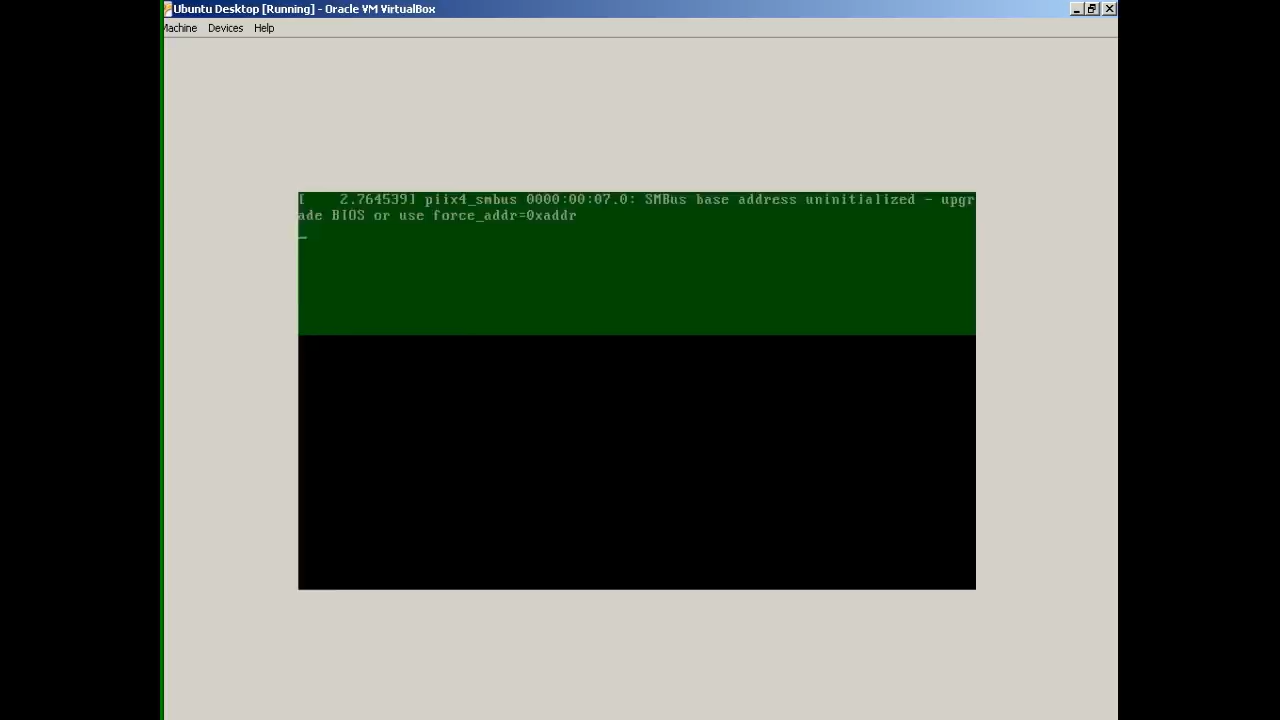 Ubuntu Desktop [Running] - Oracle VM VirtualBox
Machine Devices Help
[    2.764539] piix4_smbus 0000:00:07.0: SMBus base address uninitialized - upgr
ade BIOS or use force_addr=0xaddr